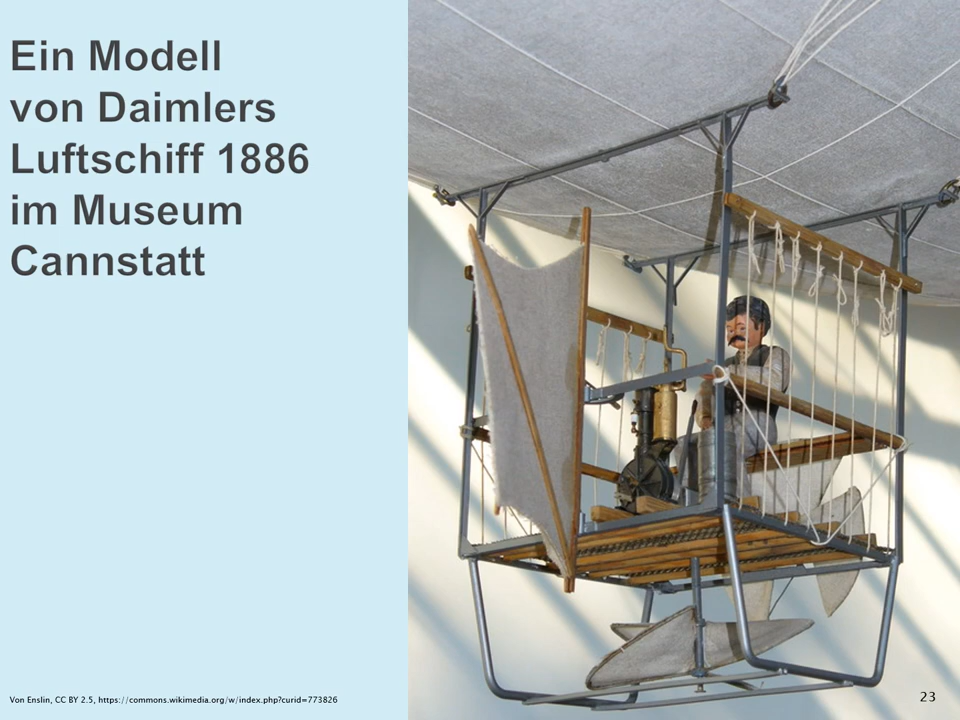 Ein Modell
von Daimlers
Luftschiff 1886
im Museum
Cannstatt
Von Enslin, CC BY 2.5, https://commons.wikimedia.org/w/index.php?curid=773826
23